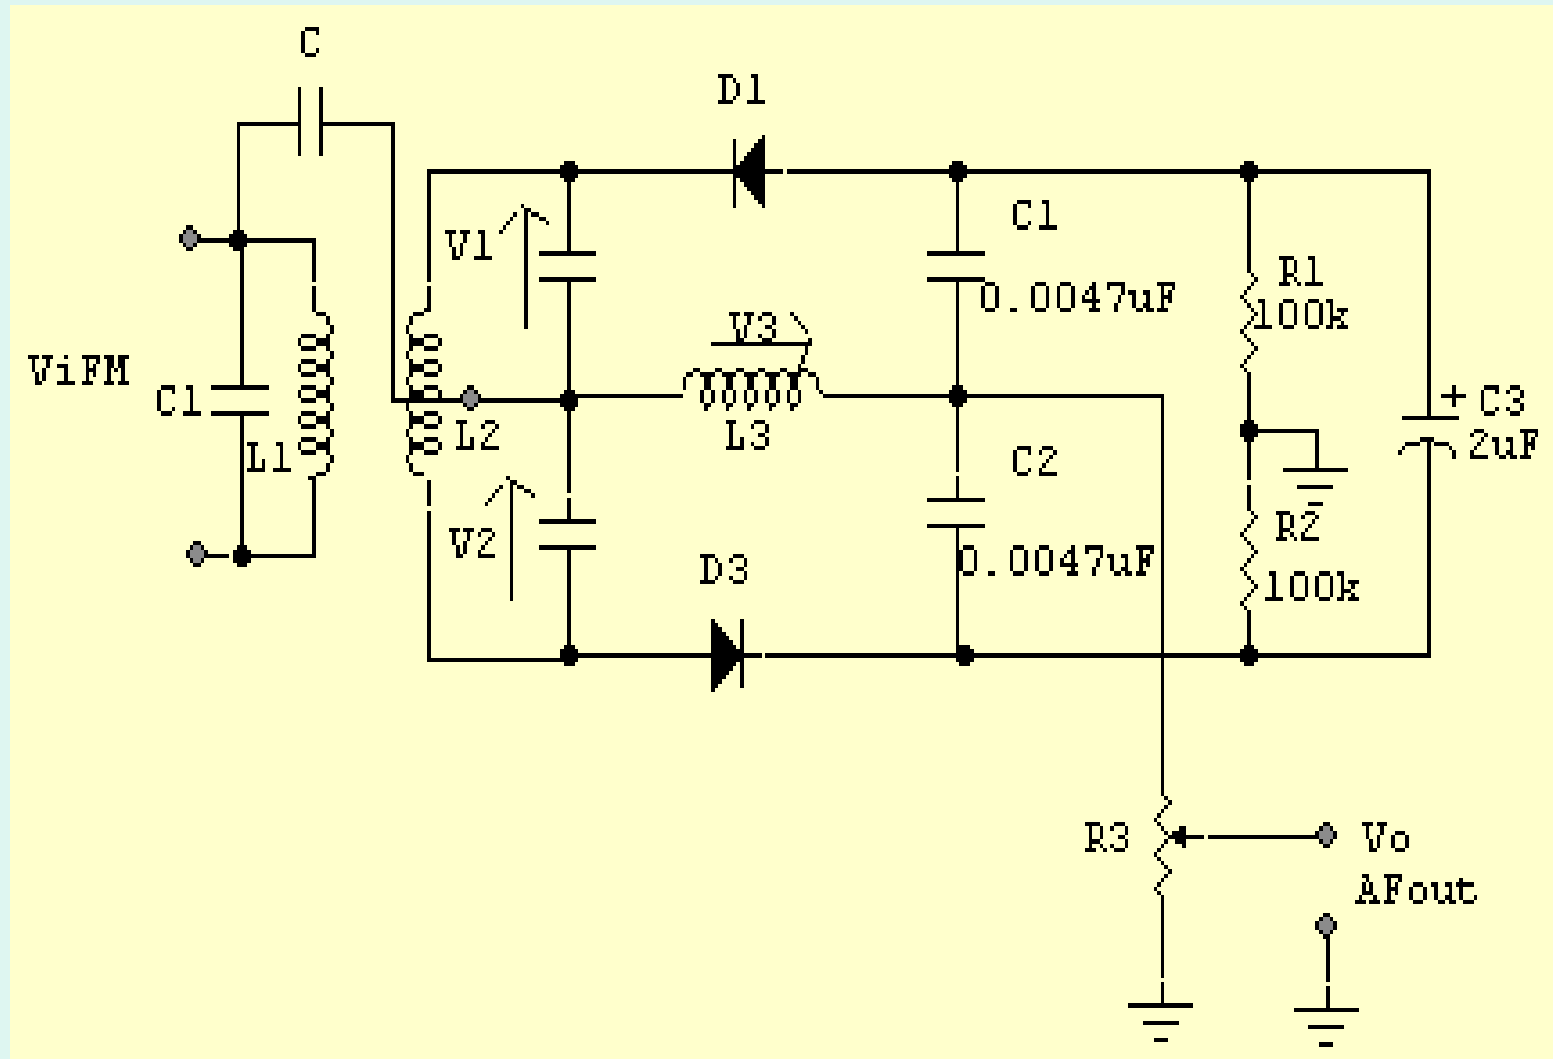 C
D1
C1
V1
0.0047uF
R1
100k
V3
ViFM
C1
L1
L2
L3
+ C3
2uF
C2
V2
R2
0.0047uF
100k
D3
R3
Vo
AFout